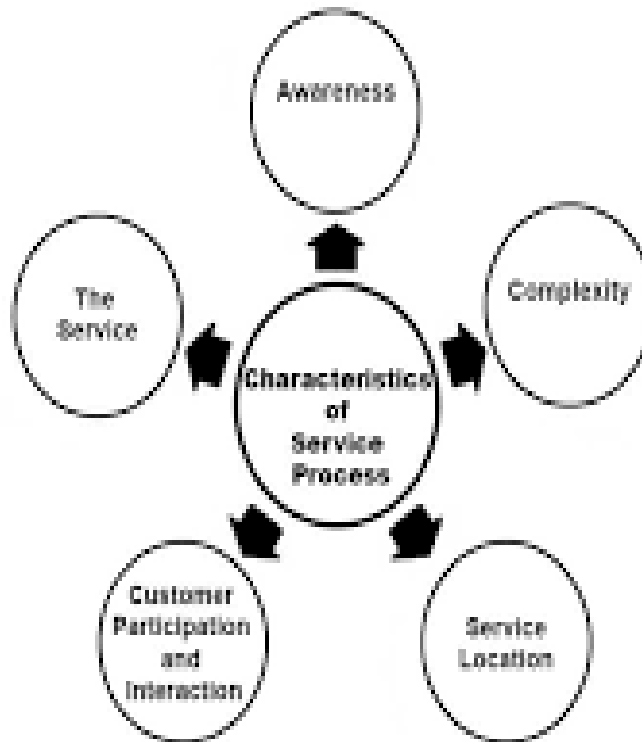 Awareness
The
Service
Complexity
Characteristics
of
Service
Process
Customer
Participation
and
Interaction
Service
Location